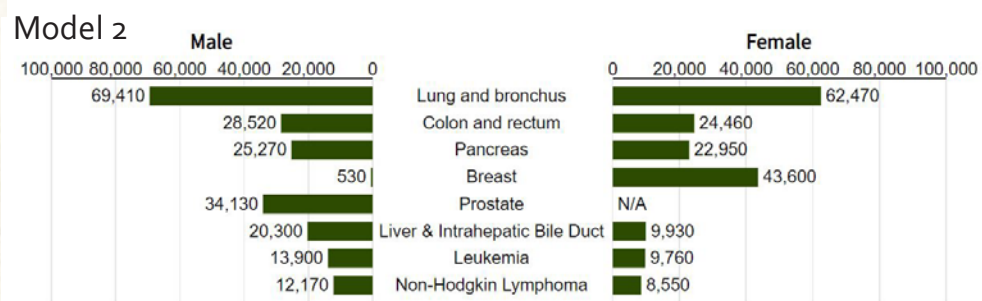 Model 2
Male Female
100,000 80,000 60,000 40,000 20,000 0 0 20,000 40,000 60,000 80,000 100,000
69,410 Lung and bronchus 62,470
28,520 Colon and rectum 24,460
25,270 Pancreas 22,950
530 Breast 43,600
34,130 Prostate N/A
20,300 Liver & Intrahepatic Bile Duct 9,930
13,900 Leukemia 9,760
12,170 Non-Hodgkin Lymphoma 8,550